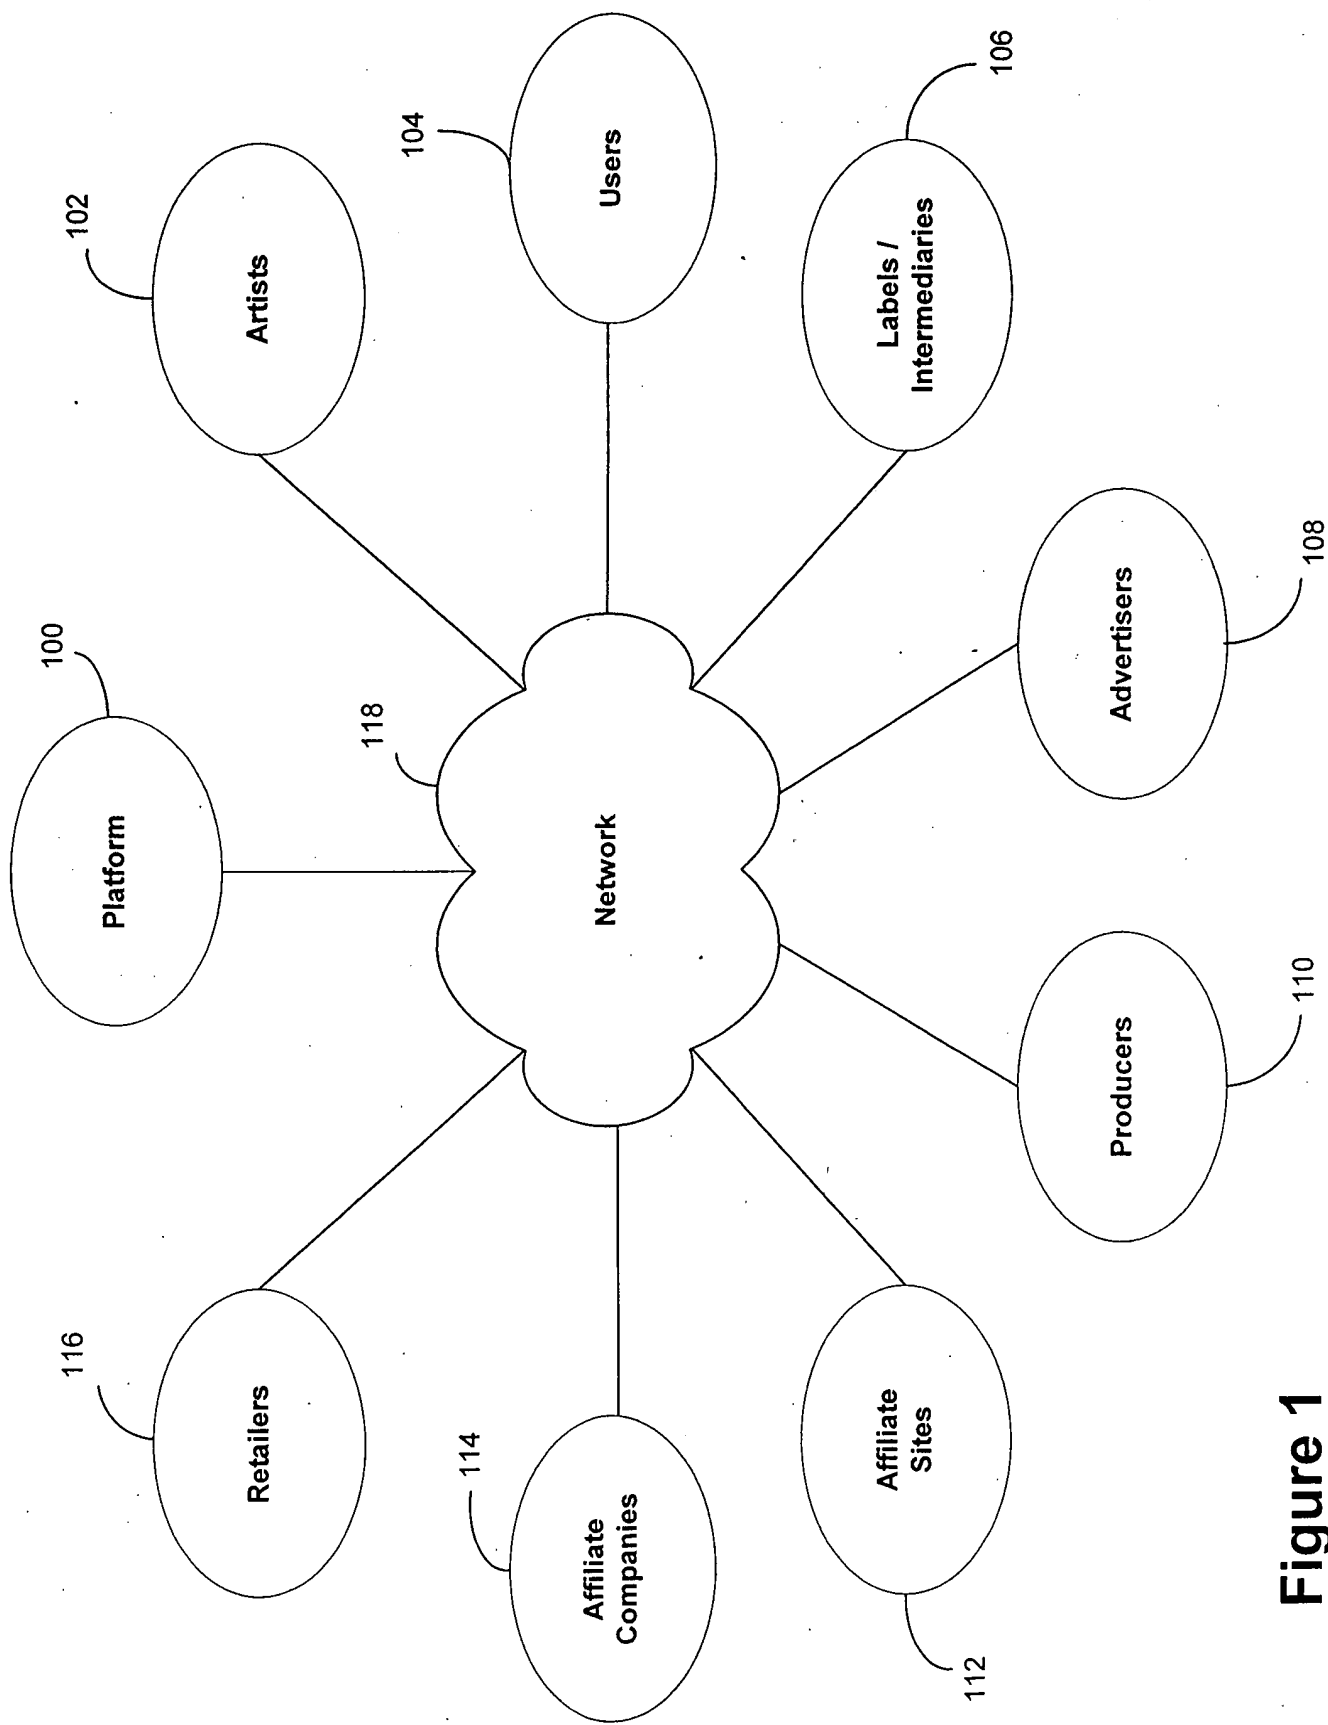 100
Platform
102
Artists
104
Users
106
Labels /
Intermediaries
108
Advertisers
110
Producers
112
Affiliate
Sites
114
Affiliate
Companies
116
Retailers
118
Network
Figure 1